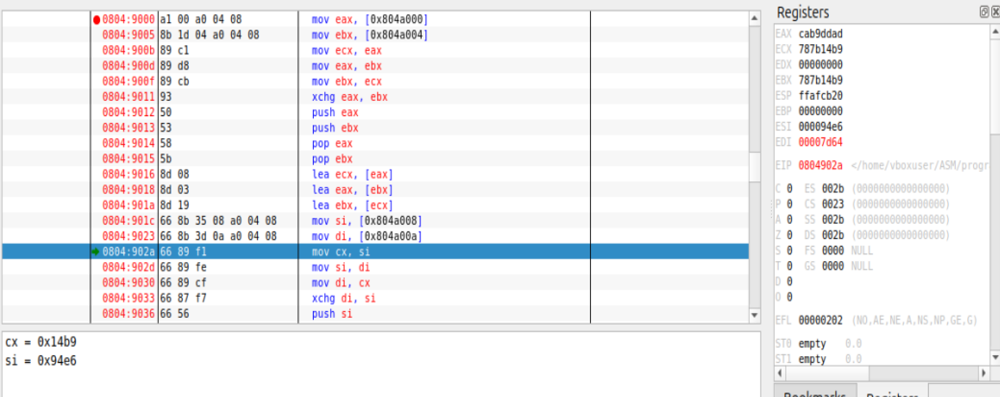 0804:9000 a1 00 a0 04 08 mov eax, [0x804a000]
0804:9005 8b 1d 04 a0 04 08 mov ebx, [0x804a004]
0804:900b 89 c1 mov ecx, eax
0804:900d 89 d8 mov eax, ebx
0804:900f 89 cb mov ebx, ecx
0804:9011 93 xchg eax, ebx
0804:9012 50 push eax
0804:9013 53 push ebx
0804:9014 58 pop eax
0804:9015 5b pop ebx
0804:9016 8d 08 lea ecx, [eax]
0804:9018 8d 03 lea eax, [ebx]
0804:901a 8d 19 lea ebx, [ecx]
0804:901c 66 8b 35 08 a0 04 08 mov si, [0x804a008]
0804:9023 66 8b 3d 0a a0 04 08 mov di, [0x804a00a]
0804:902a 66 89 f1 mov cx, si
0804:902d 66 89 fe mov si, di
0804:9030 66 89 cf mov di, cx
0804:9033 66 87 f7 xchg di, si
0804:9036 66 56 push si
cx = 0x14b9
si = 0x94e6
Registers
EAX cab9ddad
ECX 787b14b9
EDX 00000000
EBX 787b14b9
ESP ffafcb20
EBP 00000000
ESI 000094e6
EDI 00007d64
EIP 0804902a </home/vboxuser/ASM/progr
C 0 ES 002b (0000000000000000)
P 0 CS 0023 (0000000000000000)
A 0 SS 002b (0000000000000000)
Z 0 DS 002b (0000000000000000)
S 0 FS 0000 NULL
T 0 GS 0000 NULL
D 0
O 0
EFL 00000202 (NO,AE,NE,A,NS,NP,GE,G)
ST0 empty 0.0
ST1 empty 0.0
Bookmarks Registers